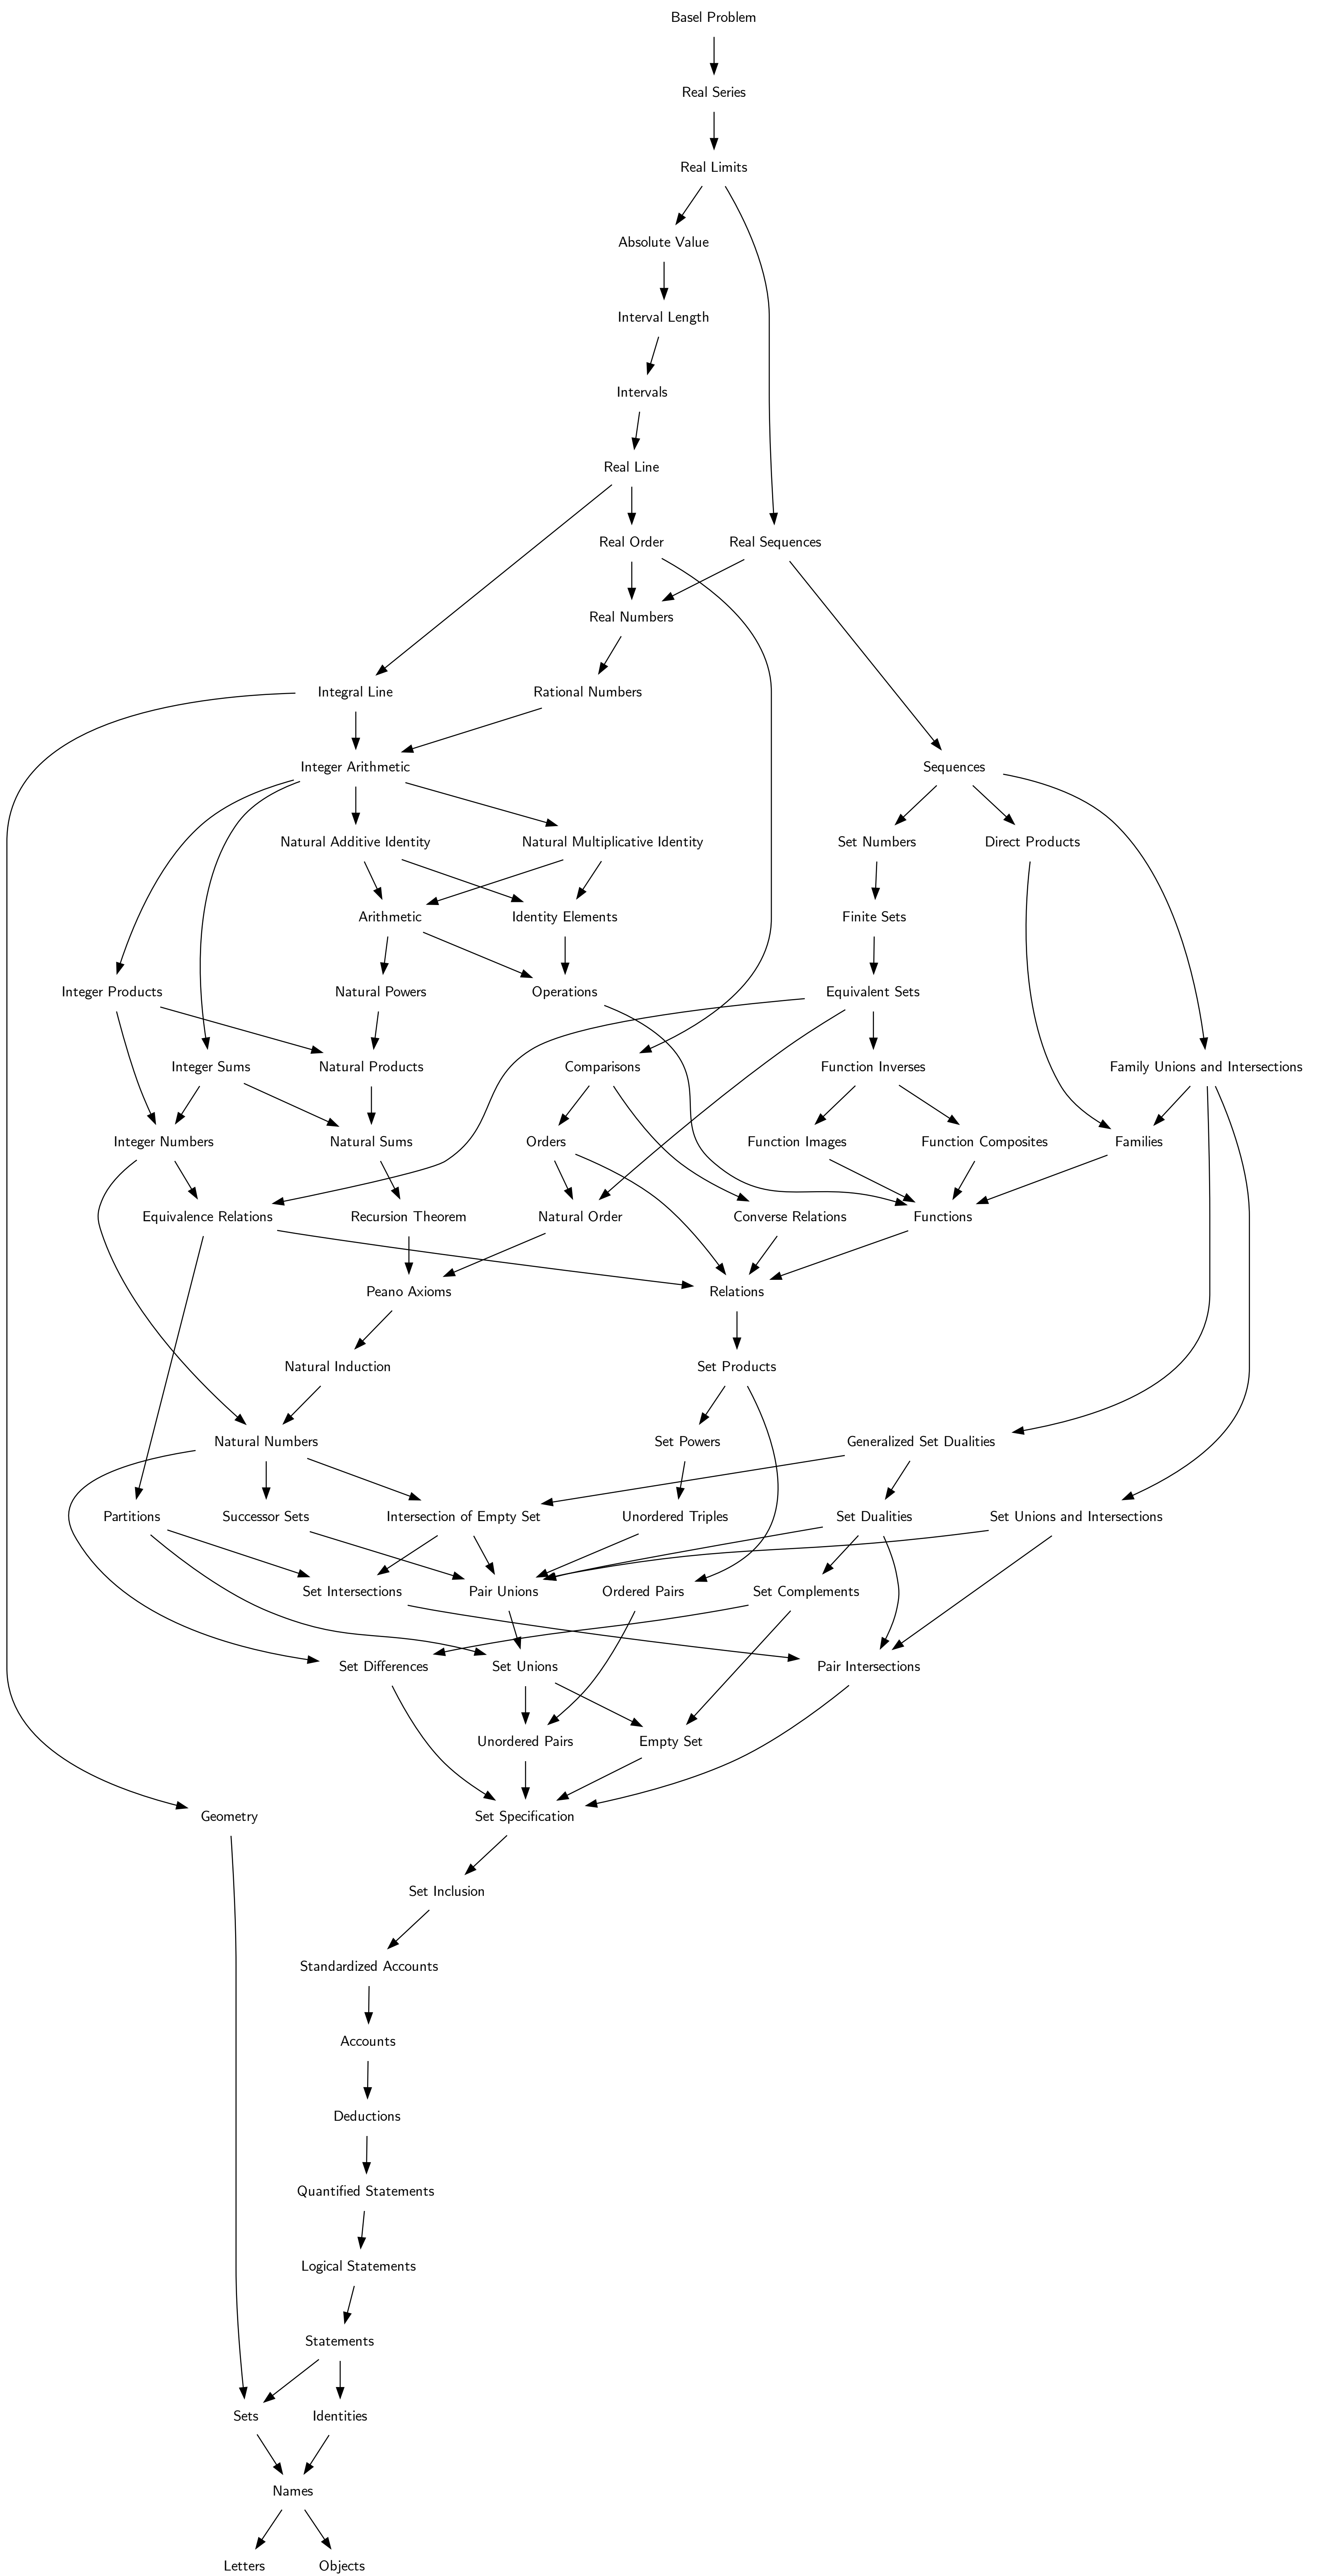 Basel Problem
Real Series
Real Limits
Absolute Value
Interval Length
Intervals
Real Line
Real Order
Real Sequences
Real Numbers
Integral Line
Rational Numbers
Integer Arithmetic
Sequences
Natural Additive Identity
Natural Multiplicative Identity
Set Numbers
Direct Products
Arithmetic
Identity Elements
Finite Sets
Integer Products
Natural Powers
Operations
Equivalent Sets
Integer Sums
Natural Products
Comparisons
Function Inverses
Family Unions and Intersections
Integer Numbers
Natural Sums
Orders
Function Images
Function Composites
Families
Equivalence Relations
Recursion Theorem
Natural Order
Converse Relations
Functions
Peano Axioms
Relations
Natural Induction
Set Products
Natural Numbers
Set Powers
Generalized Set Dualities
Partitions
Successor Sets
Intersection of Empty Set
Unordered Triples
Set Dualities
Set Unions and Intersections
Set Intersections
Pair Unions
Ordered Pairs
Set Complements
Set Differences
Set Unions
Pair Intersections
Unordered Pairs
Empty Set
Geometry
Set Specification
Set Inclusion
Standardized Accounts
Accounts
Deductions
Quantified Statements
Logical Statements
Statements
Sets
Identities
Names
Letters
Objects